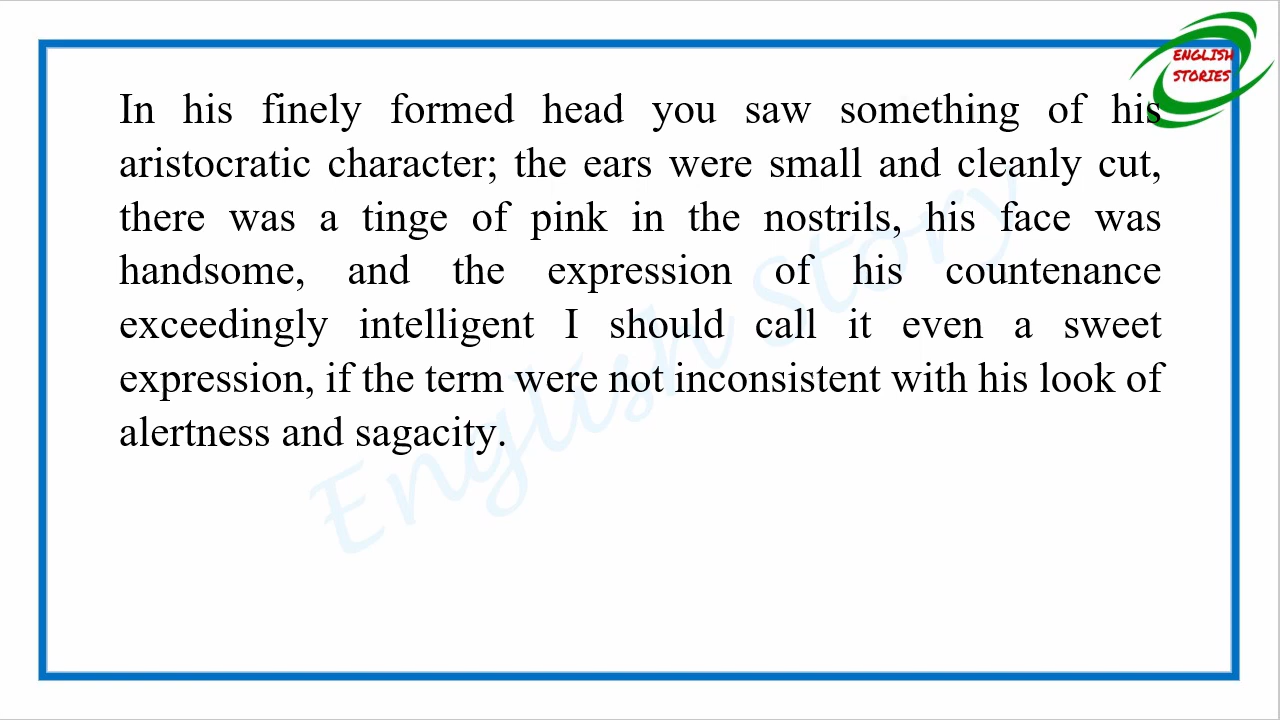 ENGLISH
STORIES
In his finely formed head you saw something of his
aristocratic character; the ears were small and cleanly cut,
there was a tinge of pink in the nostrils, his face was
handsome, and the expression of his countenance
exceedingly intelligent I should call it even a sweet
expression, if the term were not inconsistent with his look of
alertness and sagacity.
English Story